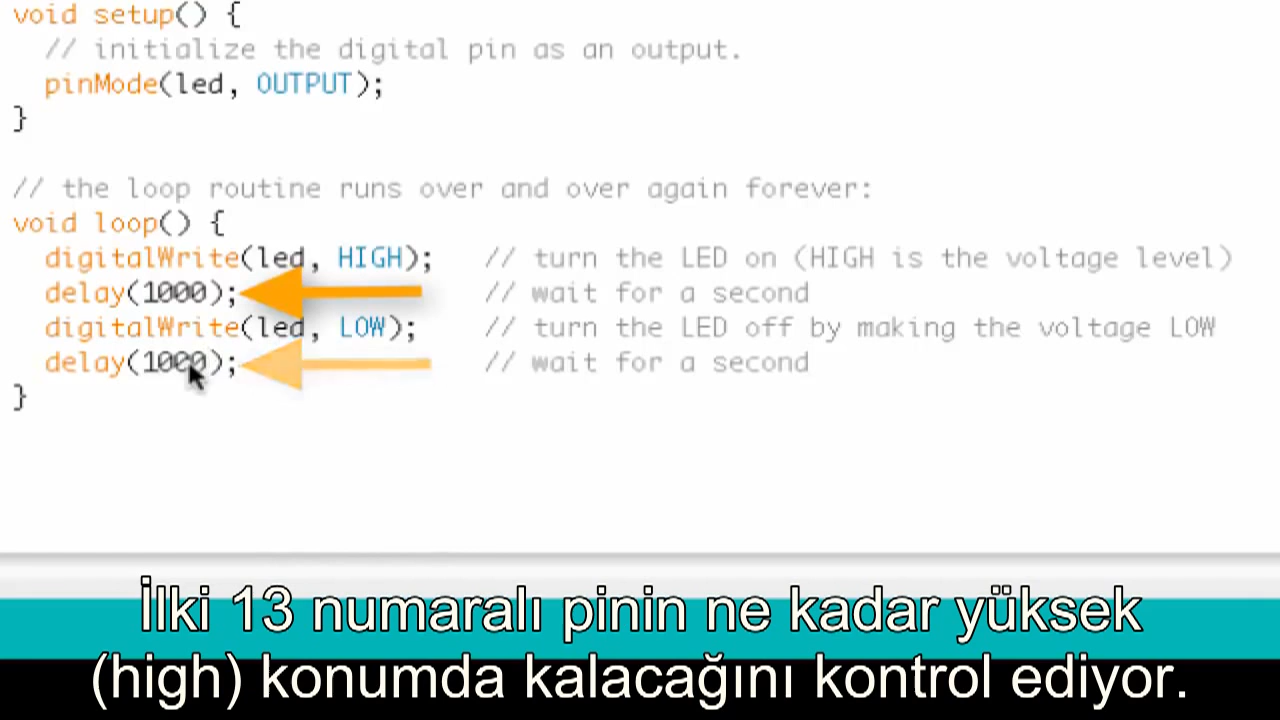 void setup() {
// initialize the digital pin as an output.
pinMode(led, OUTPUT);
}
// the loop routine runs over and over again forever:
void loop() {
digitalWrite(led, HIGH); // turn the LED on (HIGH is the voltage level)
delay(1000); // wait for a second
digitalWrite(led, LOW); // turn the LED off by making the voltage LOW
delay(1000); // wait for a second
}
İlki 13 numaralı pinin ne kadar yüksek
(high) konumda kalacağını kontrol ediyor.